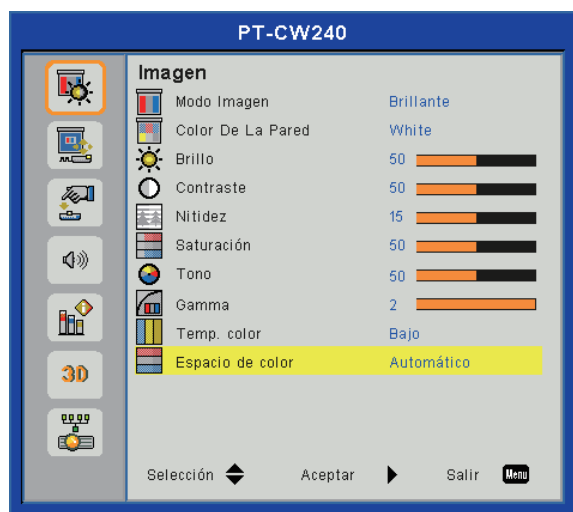 PT-CW240
Imagen
Modo Imagen Brillante
Color De La Pared White
Brillo 50
Contraste 50
Nitidez 15
Saturación 50
Tono 50
Gamma 2
Temp. color Bajo
Espacio de color Automático
3D
Selección Aceptar Salir Menu